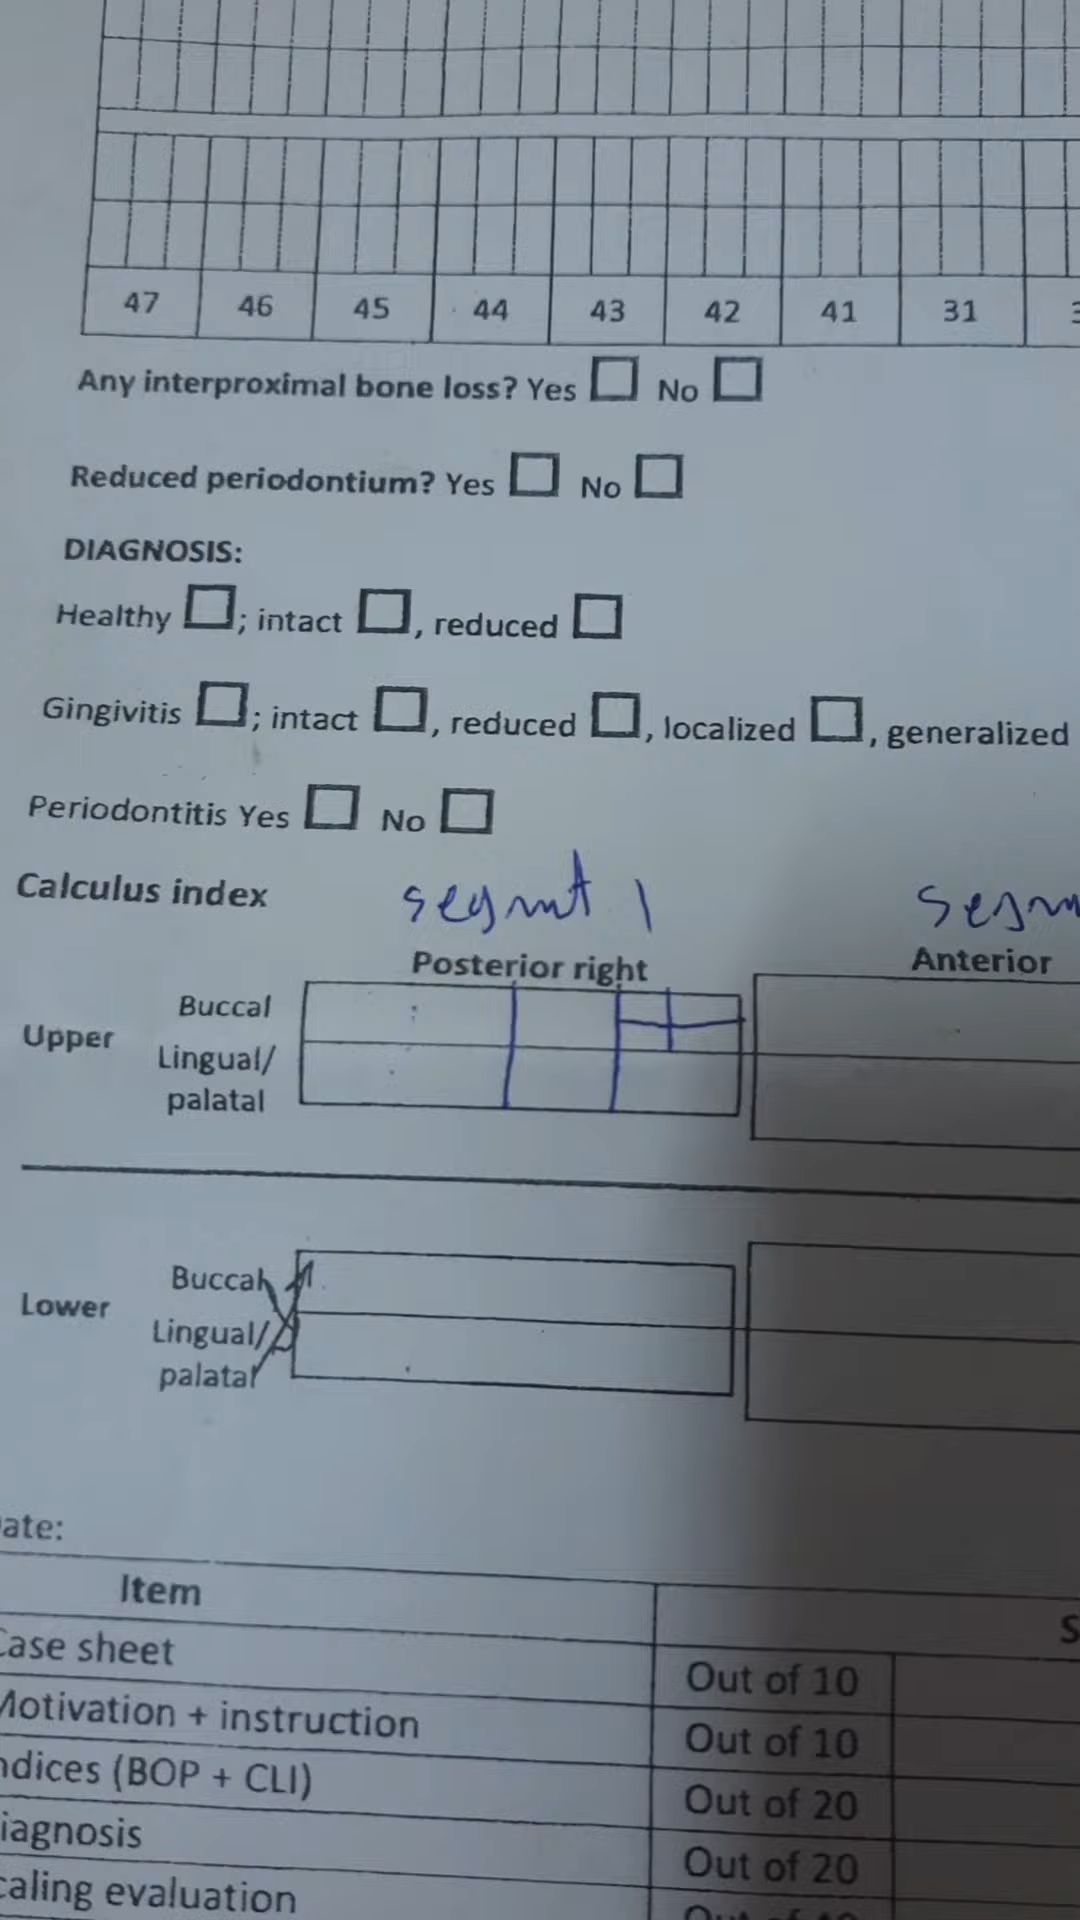 47 46 45 44 43 42 41 31
Any interproximal bone loss? Yes No
Reduced periodontium? Yes No
DIAGNOSIS:
Healthy ; intact , reduced
Gingivitis ; intact , reduced , localized , generalized
Periodontitis Yes No
Calculus index segmt 1
Posterior right Anterior
Buccal
Upper
Lingual/
palatal
Buccal
Lower
Lingual/
palatal
ate:
Item
Case sheet Out of 10
Motivation + instruction Out of 10
ndices (BOP + CLI) Out of 20
iagnosis Out of 20
caling evaluation